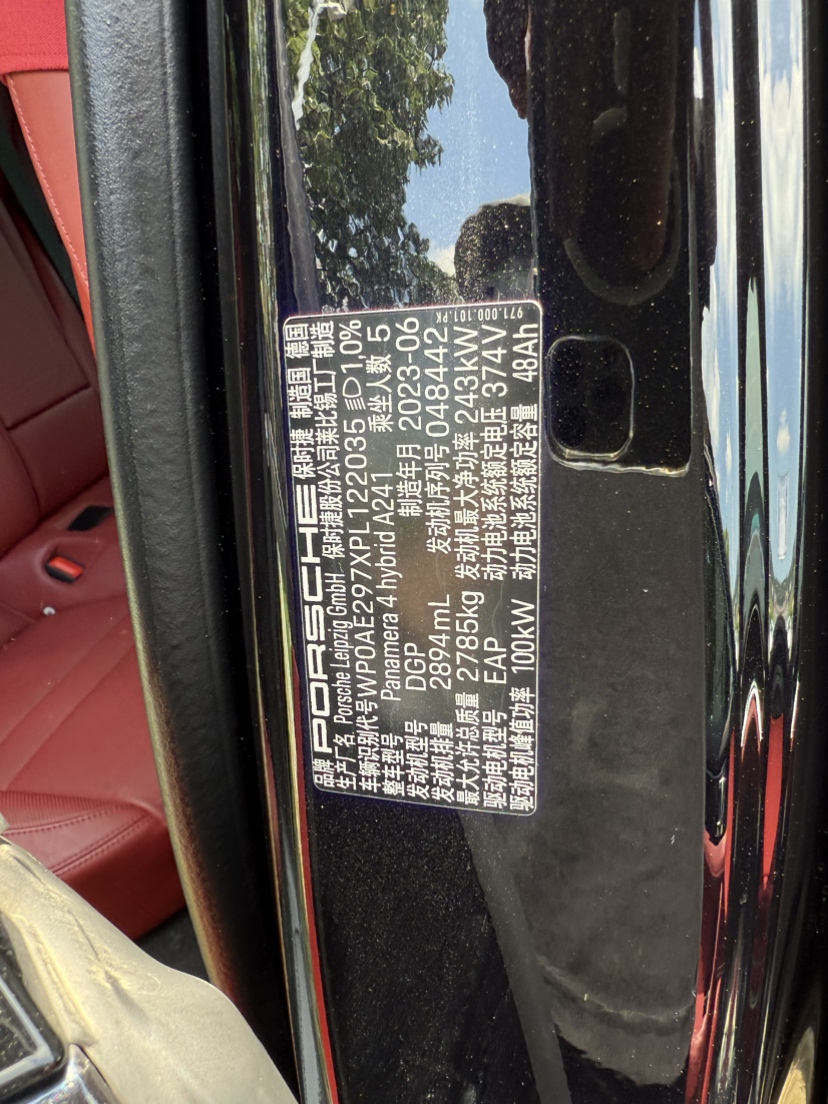 品牌 PORSCHE 保时捷 制造国 德国
生产厂名 Porsche Leipzig GmbH 保时捷股份公司莱比锡工厂制造
车辆识别代号 WP0AE297XPL122035 1,0%
整车型号 Panamera 4 hybrid A241 乘坐人数 5
发动机型号 DGP 制造年月 2023-06
发动机排量 2894mL 发动机序列号 048442
最大允许总质量 2785kg 发动机最大净功率 243kW
驱动电机型号 EAP 动力电池系统额定电压 374V
驱动电机峰值功率 100kW 动力电池系统额定容量 48Ah
971.000.101.PK